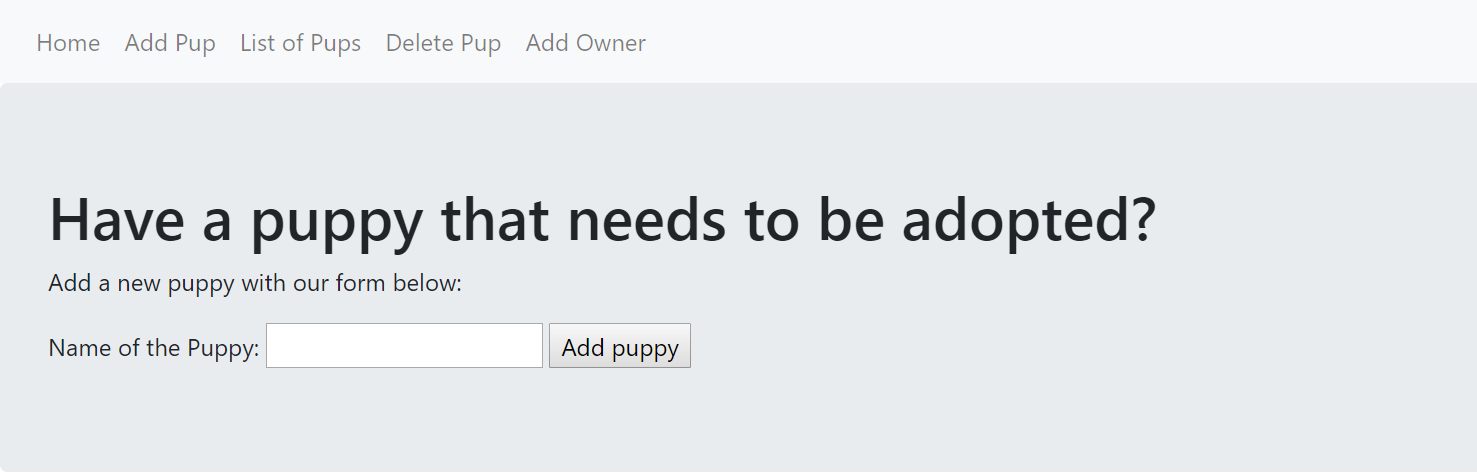 Home Add Pup List of Pups Delete Pup Add Owner
Have a puppy that needs to be adopted?
Add a new puppy with our form below:
Name of the Puppy: Add puppy